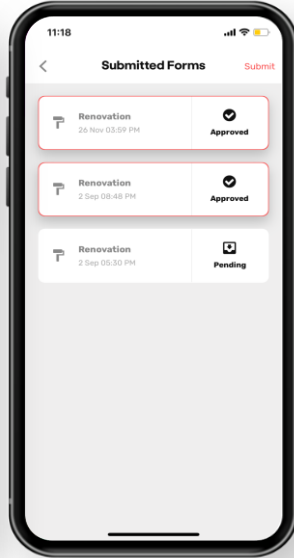 11:18
Submitted Forms
Submit
Renovation
26 Nov 03:59 PM
Approved
Renovation
2 Sep 08:48 PM
Approved
Renovation
2 Sep 05:30 PM
Pending